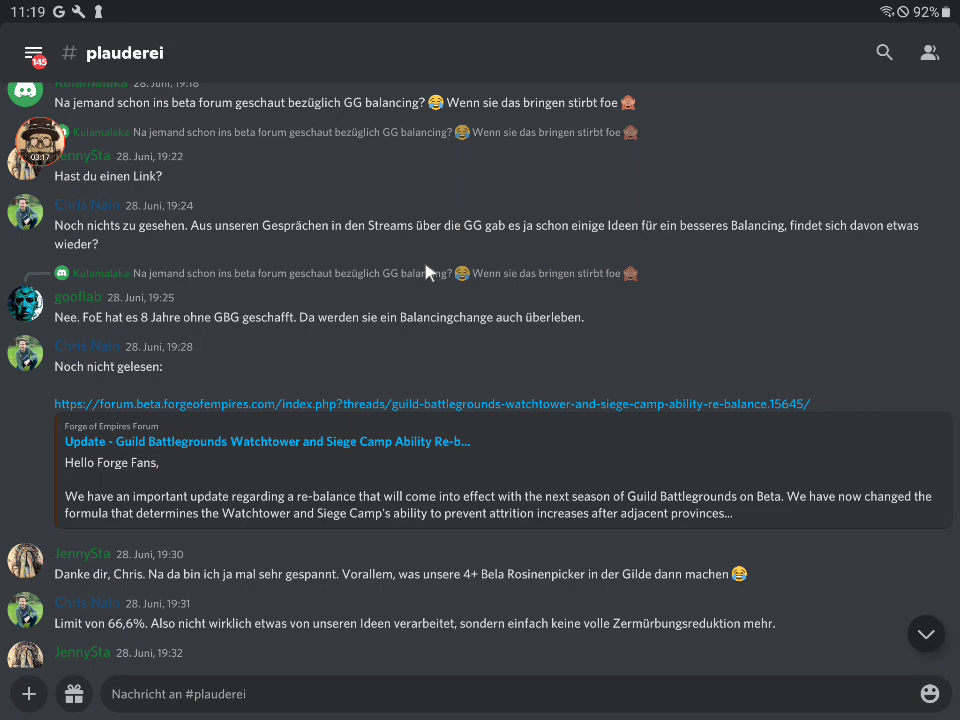 11:19 G 92%
145
# plauderei
Kulamalaka 28. Juni, 19:18
Na jemand schon ins beta forum geschaut bezüglich GG balancing? 😂 Wenn sie das bringen stirbt foe 🙈
Kulamalaka Na jemand schon ins beta forum geschaut bezüglich GG balancing? 😂 Wenn sie das bringen stirbt foe 🙈
03:17
JennySta 28. Juni, 19:22
Hast du einen Link?
Chris Nain 28. Juni, 19:24
Noch nichts zu gesehen. Aus unseren Gesprächen in den Streams über die GG gab es ja schon einige Ideen für ein besseres Balancing, findet sich davon etwas
wieder?
Kulamalaka Na jemand schon ins beta forum geschaut bezüglich GG balancing? 😂 Wenn sie das bringen stirbt foe 🙈
gooflab 28. Juni, 19:25
Nee. FoE hat es 8 Jahre ohne GBG geschafft. Da werden sie ein Balancingchange auch überleben.
Chris Nain 28. Juni, 19:28
Noch nicht gelesen:
https://forum.beta.forgeofempires.com/index.php?threads/guild-battlegrounds-watchtower-and-siege-camp-ability-re-balance.15645/
Forge of Empires Forum
Update - Guild Battlegrounds Watchtower and Siege Camp Ability Re-b...
Hello Forge Fans,
We have an important update regarding a re-balance that will come into effect with the next season of Guild Battlegrounds on Beta. We have now changed the
formula that determines the Watchtower and Siege Camp's ability to prevent attrition increases after adjacent provinces...
JennySta 28. Juni, 19:30
Danke dir, Chris. Na da bin ich ja mal sehr gespannt. Vorallem, was unsere 4+ Bela Rosinenpicker in der Gilde dann machen 😂
Chris Nain 28. Juni, 19:31
Limit von 66,6%. Also nicht wirklich etwas von unseren Ideen verarbeitet, sondern einfach keine volle Zermürbungsreduktion mehr.
JennySta 28. Juni, 19:32
Nachricht an #plauderei